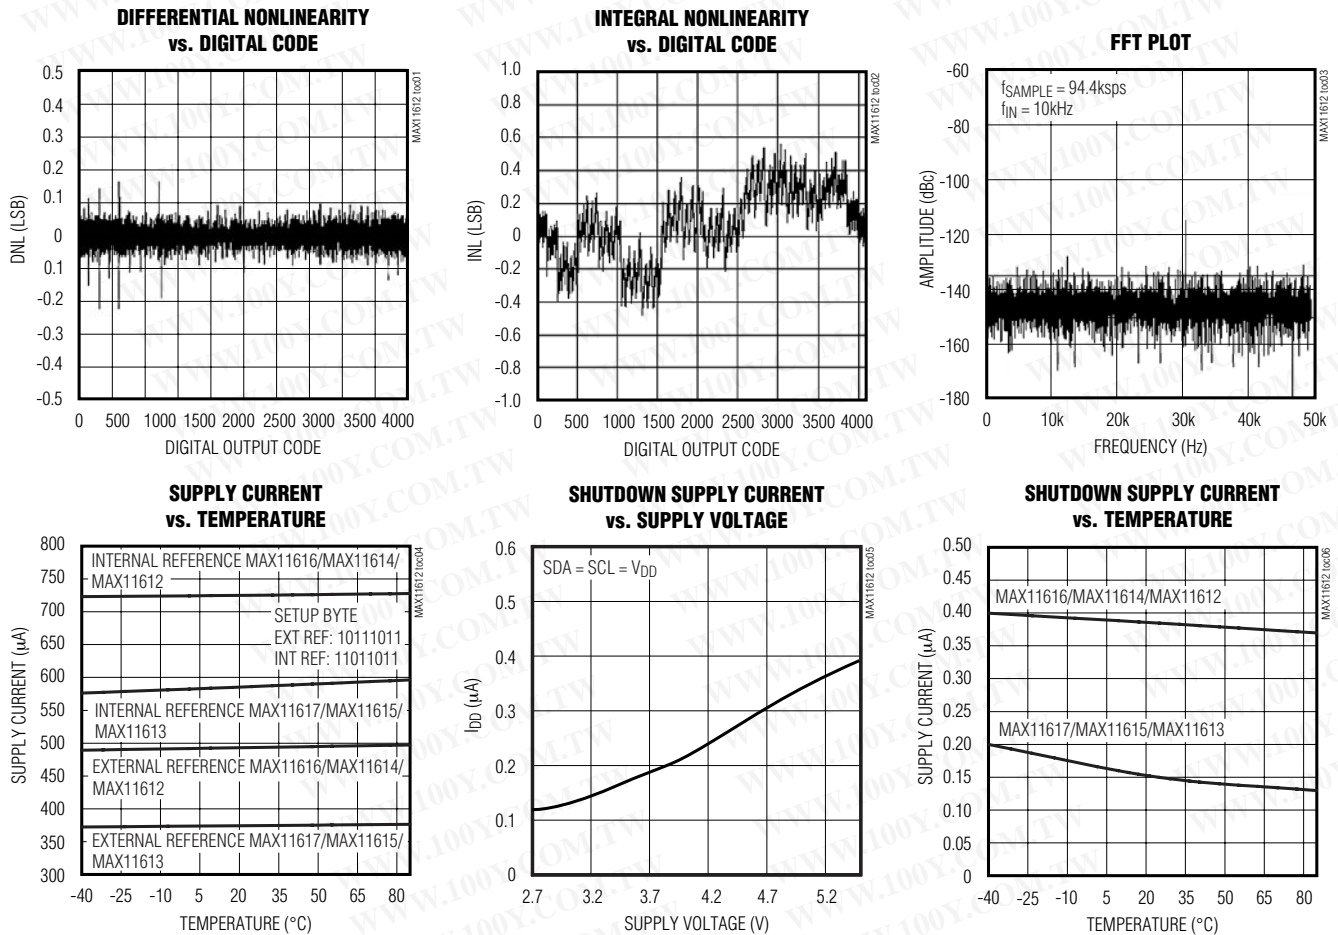 DIFFERENTIAL NONLINEARITY
vs. DIGITAL CODE
DNL (LSB)
0.5
0.4
0.3
0.2
0.1
0
0.1
-0.2
-0.3
-0.4
-0.5
0 500 1000 1500 2000 2500 3000 3500 4000
DIGITAL OUTPUT CODE
MAX11612 toc01
INTEGRAL NONLINEARITY
vs. DIGITAL CODE
INL (LSB)
1.0
0.8
0.6
0.4
0.2
0
-0.2
-0.4
-0.6
-0.8
-1.0
0 500 1000 1500 2000 2500 3000 3500 4000
DIGITAL OUTPUT CODE
MAX11612 toc02
FFT PLOT
AMPLITUDE (dBc)
-60
-80
-100
-120
-140
-160
-180
fSAMPLE = 94.4ksps
fIN = 10kHz
0 10k 20k 30k 40k 50k
FREQUENCY (Hz)
MAX11612 toc03
SUPPLY CURRENT
vs. TEMPERATURE
SUPPLY CURRENT (μA)
800
750
700
650
600
550
500
450
400
350
300
INTERNAL REFERENCE MAX11616/MAX11614/
MAX11612
SETUP BYTE
EXT REF: 10111011
INT REF: 11011011
INTERNAL REFERENCE MAX11617/MAX11615/
MAX11613
EXTERNAL REFERENCE MAX11616/MAX11614/
MAX11612
EXTERNAL REFERENCE MAX11617/MAX11615/
MAX11613
-40 -25 -10 5 20 35 50 65 80
TEMPERATURE (°C)
MAX11612 toc04
SHUTDOWN SUPPLY CURRENT
vs. SUPPLY VOLTAGE
IDD (μA)
0.6
0.5
0.4
0.3
0.2
0.1
0
SDA = SCL = VDD
2.7 3.2 3.7 4.2 4.7 5.2
SUPPLY VOLTAGE (V)
MAX11612 toc05
SHUTDOWN SUPPLY CURRENT
vs. TEMPERATURE
SUPPLY CURRENT (μA)
0.50
0.45
0.40
0.35
0.30
0.25
0.20
0.15
0.10
0.05
0
MAX11616/MAX11614/MAX11612
MAX11617/MAX11615/MAX11613
-40 -25 -10 5 20 35 50 65 80
TEMPERATURE (°C)
MAX11612 toc06
WWW.100Y.COM.TW